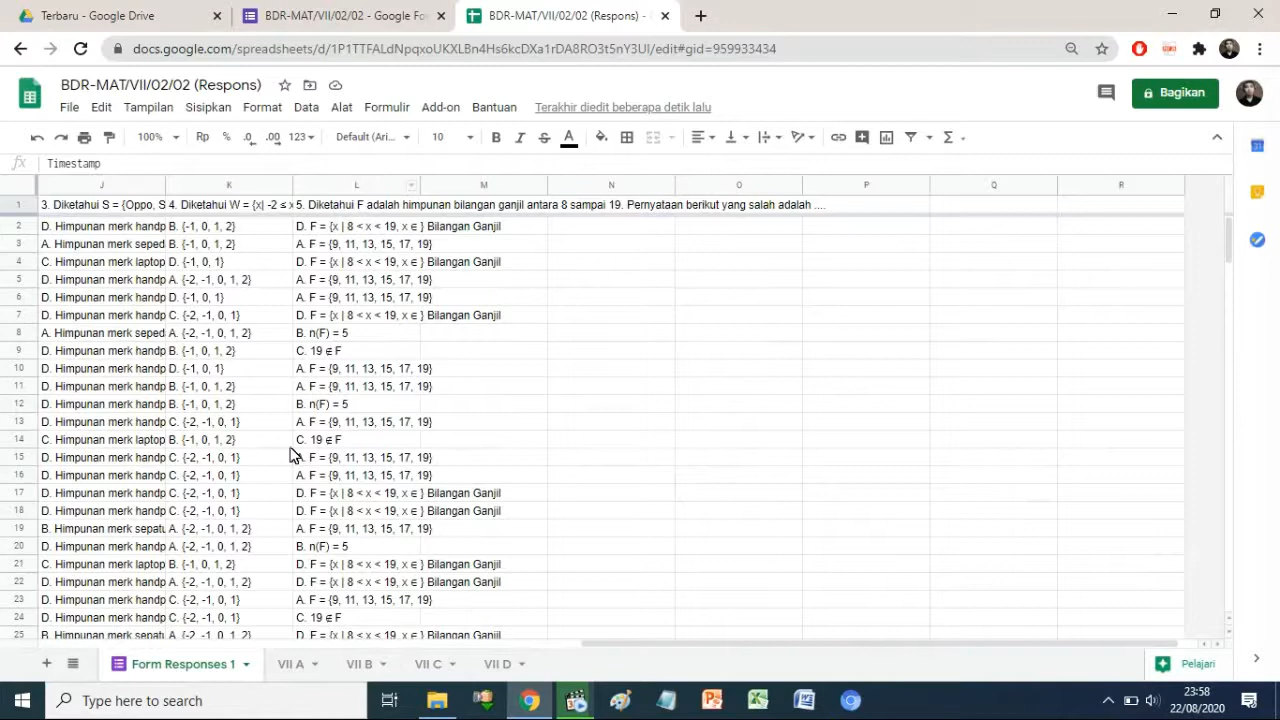 Terbaru - Google Drive
BDR-MAT/VII/02/02 - Google Fo
BDR-MAT/VII/02/02 (Respons) -
docs.google.com/spreadsheets/d/1P1TTFALdNpqxoUKXLBn4Hs6kcDXa1rDA8RO3t5nY3UI/edit#gid=959933434
BDR-MAT/VII/02/02 (Respons)
Bagikan
File Edit Tampilan Sisipkan Format Data Alat Formulir Add-on Bantuan Terakhir diedit beberapa detik lalu
100% Rp % .0 .00 123 Default (Ari... 10 B I S A Σ
fx Timestamp
J K L M N O P Q R
1 3. Diketahui S = {Oppo, S 4. Diketahui W = {x| -2 ≤ x 5. Diketahui F adalah himpunan bilangan ganjil antara 8 sampai 19. Pernyataan berikut yang salah adalah ....
2 D. Himpunan merk handp B. {-1, 0, 1, 2} D. F = {x | 8 < x < 19, x ∈ } Bilangan Ganjil
3 A. Himpunan merk seped B. {-1, 0, 1, 2} A. F = {9, 11, 13, 15, 17, 19}
4 C. Himpunan merk laptop D. {-1, 0, 1} D. F = {x | 8 < x < 19, x ∈ } Bilangan Ganjil
5 D. Himpunan merk handp A. {-2, -1, 0, 1, 2} A. F = {9, 11, 13, 15, 17, 19}
6 D. Himpunan merk handp D. {-1, 0, 1} A. F = {9, 11, 13, 15, 17, 19}
7 D. Himpunan merk handp C. {-2, -1, 0, 1} D. F = {x | 8 < x < 19, x ∈ } Bilangan Ganjil
8 A. Himpunan merk seped A. {-2, -1, 0, 1, 2} B. n(F) = 5
9 D. Himpunan merk handp B. {-1, 0, 1, 2} C. 19 ∉ F
10 D. Himpunan merk handp D. {-1, 0, 1} A. F = {9, 11, 13, 15, 17, 19}
11 D. Himpunan merk handp B. {-1, 0, 1, 2} A. F = {9, 11, 13, 15, 17, 19}
12 D. Himpunan merk handp B. {-1, 0, 1, 2} B. n(F) = 5
13 D. Himpunan merk handp C. {-2, -1, 0, 1} A. F = {9, 11, 13, 15, 17, 19}
14 C. Himpunan merk laptop B. {-1, 0, 1, 2} C. 19 ∉ F
15 D. Himpunan merk handp C. {-2, -1, 0, 1} F = {9, 11, 13, 15, 17, 19}
16 D. Himpunan merk handp C. {-2, -1, 0, 1} A. F = {9, 11, 13, 15, 17, 19}
17 D. Himpunan merk handp C. {-2, -1, 0, 1} D. F = {x | 8 < x < 19, x ∈ } Bilangan Ganjil
18 D. Himpunan merk handp C. {-2, -1, 0, 1} D. F = {x | 8 < x < 19, x ∈ } Bilangan Ganjil
19 B. Himpunan merk sepatu A. {-2, -1, 0, 1, 2} A. F = {9, 11, 13, 15, 17, 19}
20 D. Himpunan merk handp A. {-2, -1, 0, 1, 2} B. n(F) = 5
21 C. Himpunan merk laptop B. {-1, 0, 1, 2} D. F = {x | 8 < x < 19, x ∈ } Bilangan Ganjil
22 D. Himpunan merk handp A. {-2, -1, 0, 1, 2} D. F = {x | 8 < x < 19, x ∈ } Bilangan Ganjil
23 D. Himpunan merk handp C. {-2, -1, 0, 1} A. F = {9, 11, 13, 15, 17, 19}
24 D. Himpunan merk handp C. {-2, -1, 0, 1} C. 19 ∉ F
25 B. Himpunan merk sepatu A. {-2, -1, 0, 1, 2} D. F = {x | 8 < x < 19, x ∈ } Bilangan Ganjil
Form Responses 1 VII A VII B VII C VII D Pelajari
Type here to search
23:58
22/08/2020